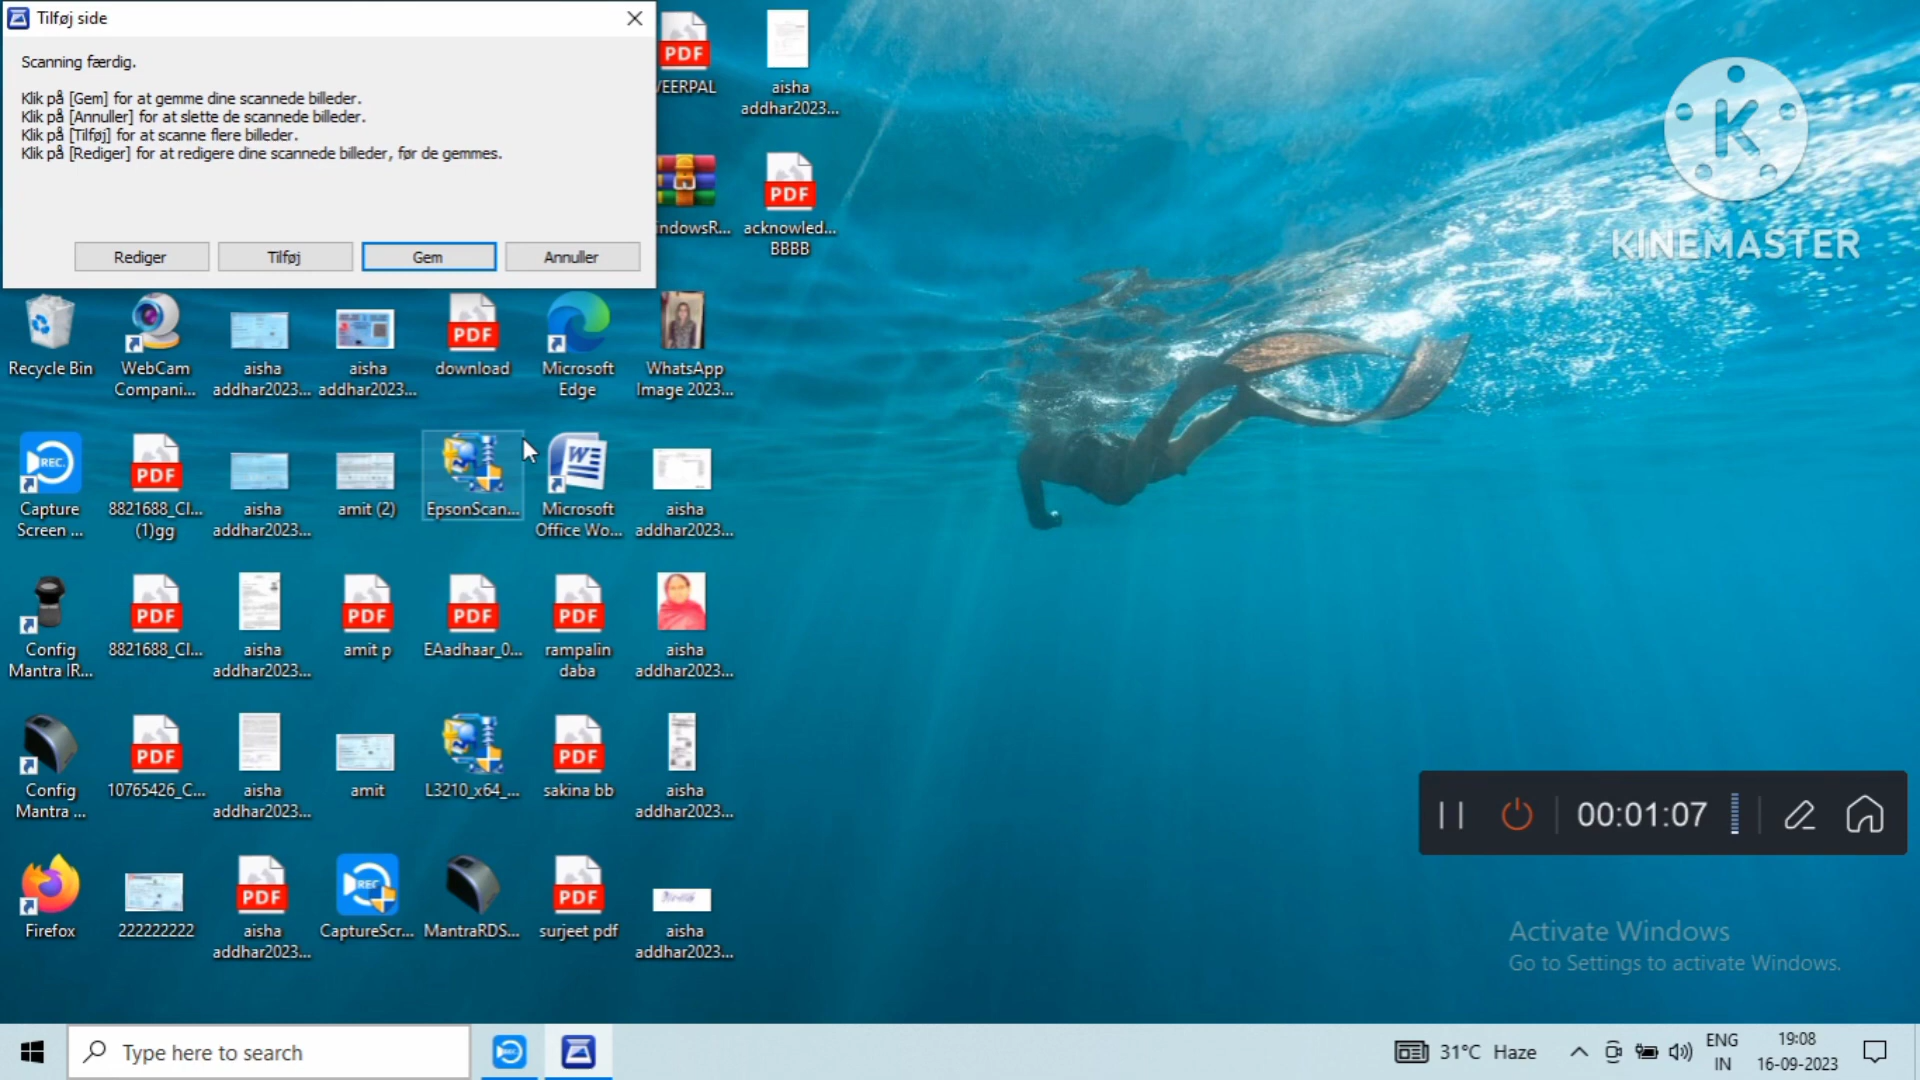 Tilføj side
Scanning færdig.
Klik på [Gem] for at gemme dine scannede billeder.
Klik på [Annuller] for at slette de scannede billeder.
Klik på [Tilføj] for at scanne flere billeder.
Klik på [Rediger] for at redigere dine scannede billeder, før de gemmes.
Rediger
Tilføj
Gem
Annuller
PDF
VEERPAL
aisha
addhar2023...
indowsR...
PDF
acknowled...
BBBB
K
KINEMASTER
Recycle Bin
WebCam
Compani...
aisha
addhar2023...
aisha
addhar2023...
PDF
download
Microsoft
Edge
WhatsApp
Image 2023...
REC.
Capture
Screen ...
PDF
8821688_CI...
(1)gg
aisha
addhar2023...
amit (2)
EpsonScan...
W
Microsoft
Office Wo...
aisha
addhar2023...
Config
Mantra IR...
PDF
8821688_CI...
aisha
addhar2023...
PDF
amit p
PDF
EAadhaar_0...
PDF
rampalin
daba
aisha
addhar2023...
Config
Mantra ...
PDF
10765426_C...
aisha
addhar2023...
amit
L3210_x64_...
PDF
sakina bb
aisha
addhar2023...
Firefox
222222222
PDF
aisha
addhar2023...
REC
CaptureScr...
MantraRDS...
PDF
surjeet pdf
aisha
addhar2023...
00:01:07
Activate Windows
Go to Settings to activate Windows.
Type here to search
REC
31°C Haze
ENG
IN
19:08
16-09-2023